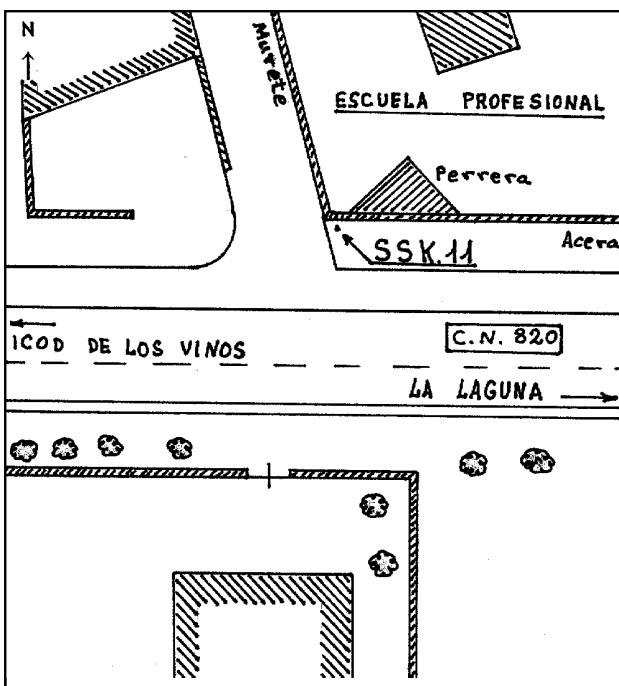 N
Murete
ESCUELA PROFESIONAL
Perrera
SSK.11
Acera
ICOD DE LOS VINOS
C.N. 820
LA LAGUNA